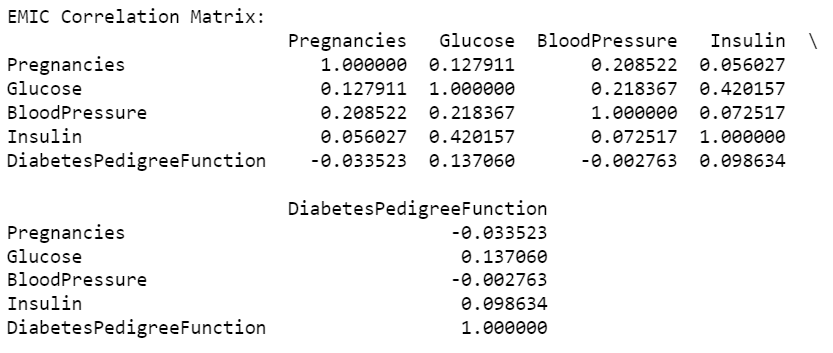 EMIC Correlation Matrix:
Pregnancies Glucose BloodPressure Insulin \
Pregnancies 1.000000 0.127911 0.208522 0.056027
Glucose 0.127911 1.000000 0.218367 0.420157
BloodPressure 0.208522 0.218367 1.000000 0.072517
Insulin 0.056027 0.420157 0.072517 1.000000
DiabetesPedigreeFunction -0.033523 0.137060 -0.002763 0.098634
DiabetesPedigreeFunction
Pregnancies -0.033523
Glucose 0.137060
BloodPressure -0.002763
Insulin 0.098634
DiabetesPedigreeFunction 1.000000